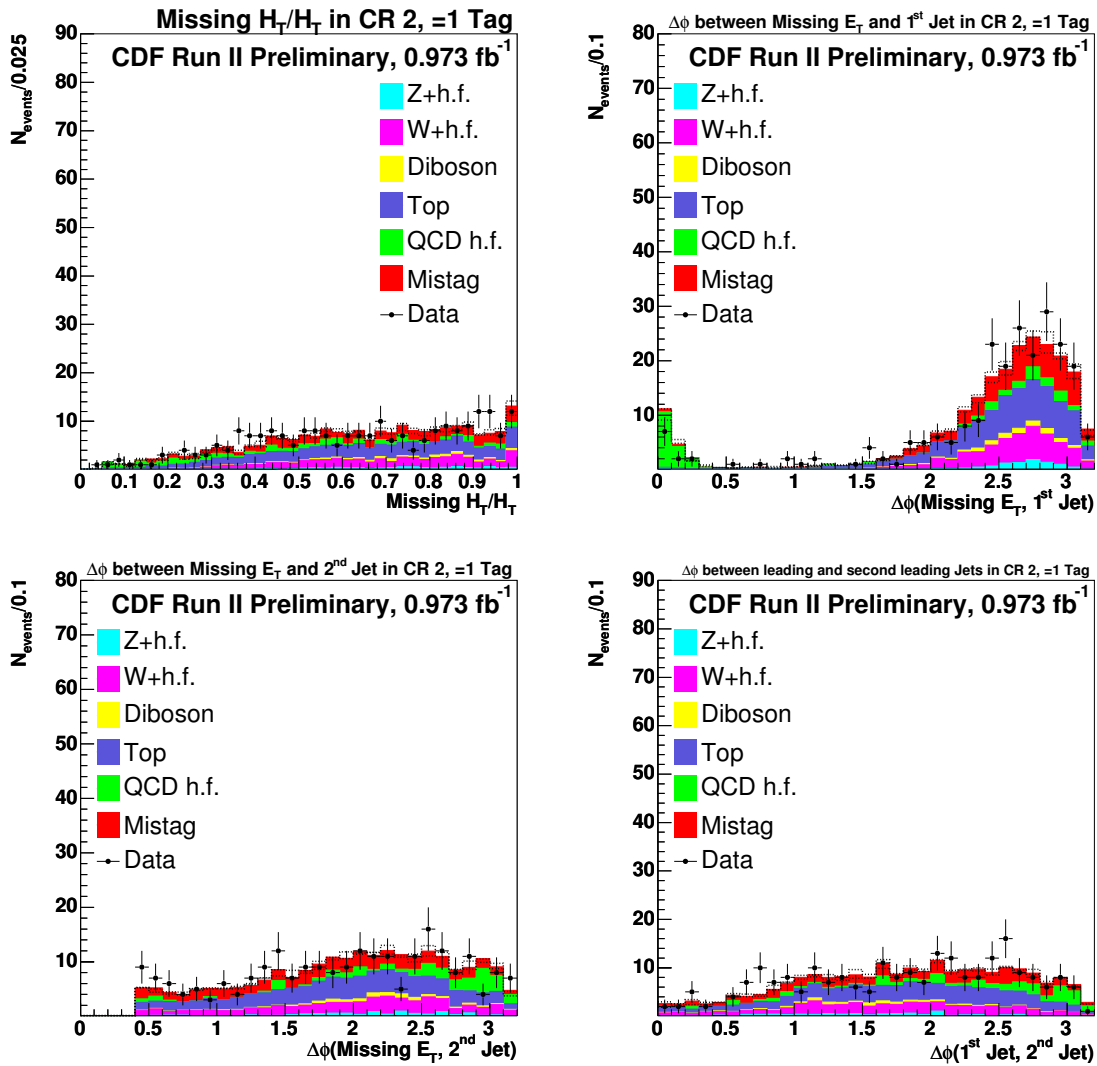 Missing H_T/H_T in CR 2, =1 Tag
N_events/0.025
CDF Run II Preliminary, 0.973 fb^-1
Z+h.f.
W+h.f.
Diboson
Top
QCD h.f.
Mistag
Data
90
80
70
60
50
40
30
20
10
0
0 0.1 0.2 0.3 0.4 0.5 0.6 0.7 0.8 0.9 1
Missing H_T/H_T
Δϕ between Missing E_T and 1^st Jet in CR 2, =1 Tag
N_events/0.1
CDF Run II Preliminary, 0.973 fb^-1
Z+h.f.
W+h.f.
Diboson
Top
QCD h.f.
Mistag
Data
80
70
60
50
40
30
20
10
0
0 0.5 1 1.5 2 2.5 3
Δϕ(Missing E_T, 1^st Jet)
Δϕ between Missing E_T and 2^nd Jet in CR 2, =1 Tag
N_events/0.1
CDF Run II Preliminary, 0.973 fb^-1
Z+h.f.
W+h.f.
Diboson
Top
QCD h.f.
Mistag
Data
80
70
60
50
40
30
20
10
0
0 0.5 1 1.5 2 2.5 3
Δϕ(Missing E_T, 2^nd Jet)
Δϕ between leading and second leading Jets in CR 2, =1 Tag
N_events/0.1
CDF Run II Preliminary, 0.973 fb^-1
Z+h.f.
W+h.f.
Diboson
Top
QCD h.f.
Mistag
Data
90
80
70
60
50
40
30
20
10
0
0 0.5 1 1.5 2 2.5 3
Δϕ(1^st Jet, 2^nd Jet)